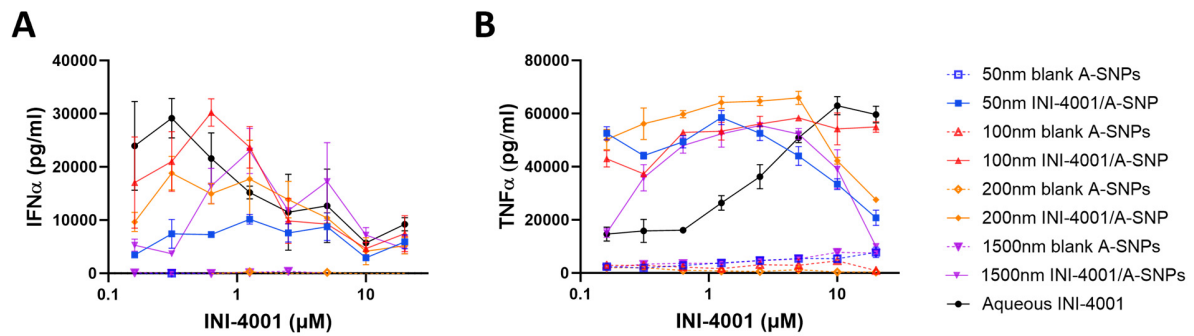 A
IFNα (pg/ml)
40000
30000
20000
10000
0
0.1
1
10
INI-4001 (µM)
B
TNFα (pg/ml)
80000
60000
40000
20000
0
0.1
1
10
INI-4001 (µM)
50nm blank A-SNPs
50nm INI-4001/A-SNP
100nm blank A-SNPs
100nm INI-4001/A-SNP
200nm blank A-SNPs
200nm INI-4001/A-SNP
1500nm blank A-SNPs
1500nm INI-4001/A-SNPs
Aqueous INI-4001